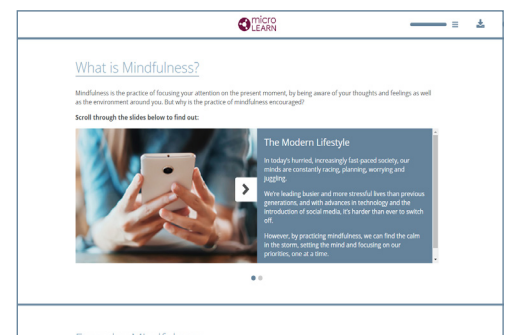 micro
LEARN
What is Mindfulness?
Mindfulness is the practice of focusing your attention on the present moment, by being aware of your thoughts and feelings as well
as the environment around you. But why is the practice of mindfulness encouraged?
Scroll through the slides below to find out:
The Modern Lifestyle
In today's hurried, increasingly fast-paced society, our
minds are constantly racing, planning, worrying and
juggling.
We're leading busier and more stressful lives than previous
generations, and with advances in technology and the
introduction of social media, it's harder than ever to switch
off.
However, by practicing mindfulness, we can find the calm
in the storm, setting the mind and focusing on our
priorities, one at a time.